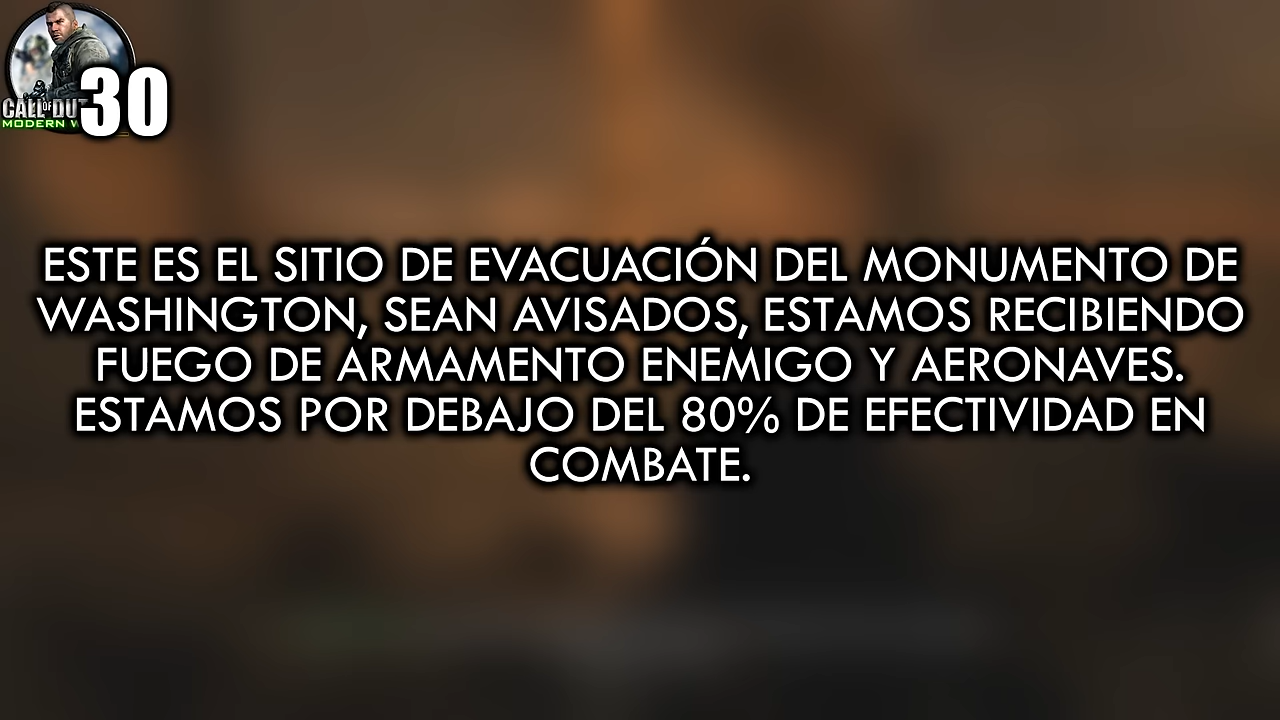 CALL OF DU
MODERN W
30
ESTE ES EL SITIO DE EVACUACIÓN DEL MONUMENTO DE
WASHINGTON, SEAN AVISADOS, ESTAMOS RECIBIENDO
FUEGO DE ARMAMENTO ENEMIGO Y AERONAVES.
ESTAMOS POR DEBAJO DEL 80% DE EFECTIVIDAD EN
COMBATE.